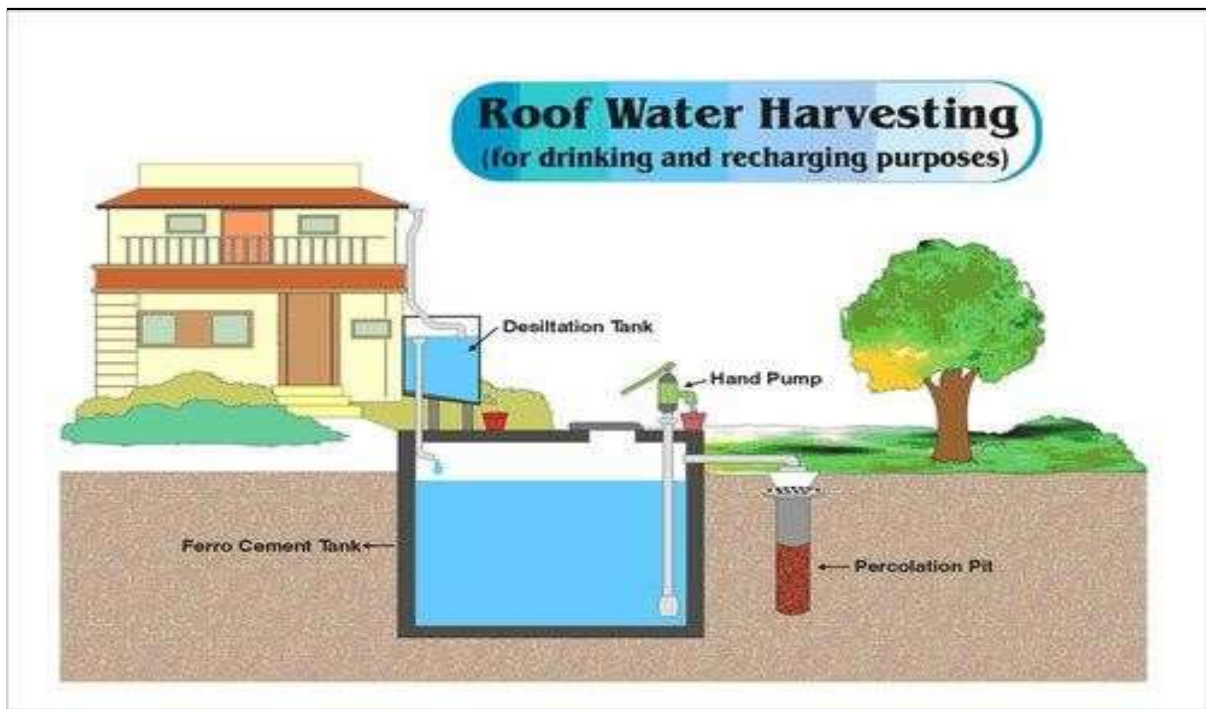 Roof Water Harvesting
(for drinking and recharging purposes)
Desiltation Tank
Hand Pump
Ferro Cement Tank
Percolation Pit